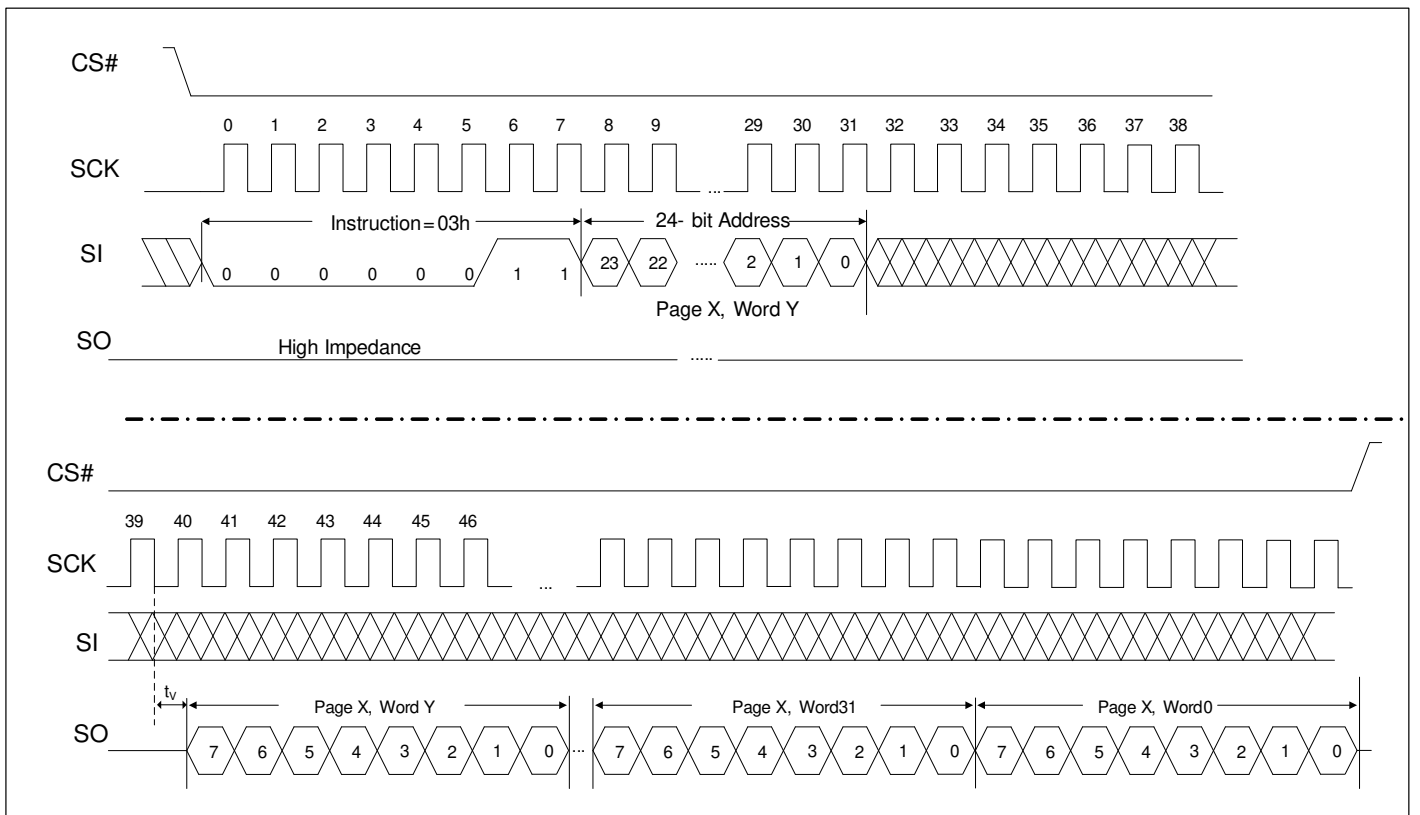 CS#
0 1 2 3 4 5 6 7 8 9 29 30 31 32 33 34 35 36 37 38
SCK
...
Instruction=03h 24- bit Address
SI
0 0 0 0 0 0 1 1 23 22 ..... 2 1 0
Page X, Word Y
SO
High Impedance .....
CS#
39 40 41 42 43 44 45 46
SCK
...
SI
tV
Page X, Word Y Page X, Word31 Page X, Word0
SO
7 6 5 4 3 2 1 0 ... 7 6 5 4 3 2 1 0 7 6 5 4 3 2 1 0